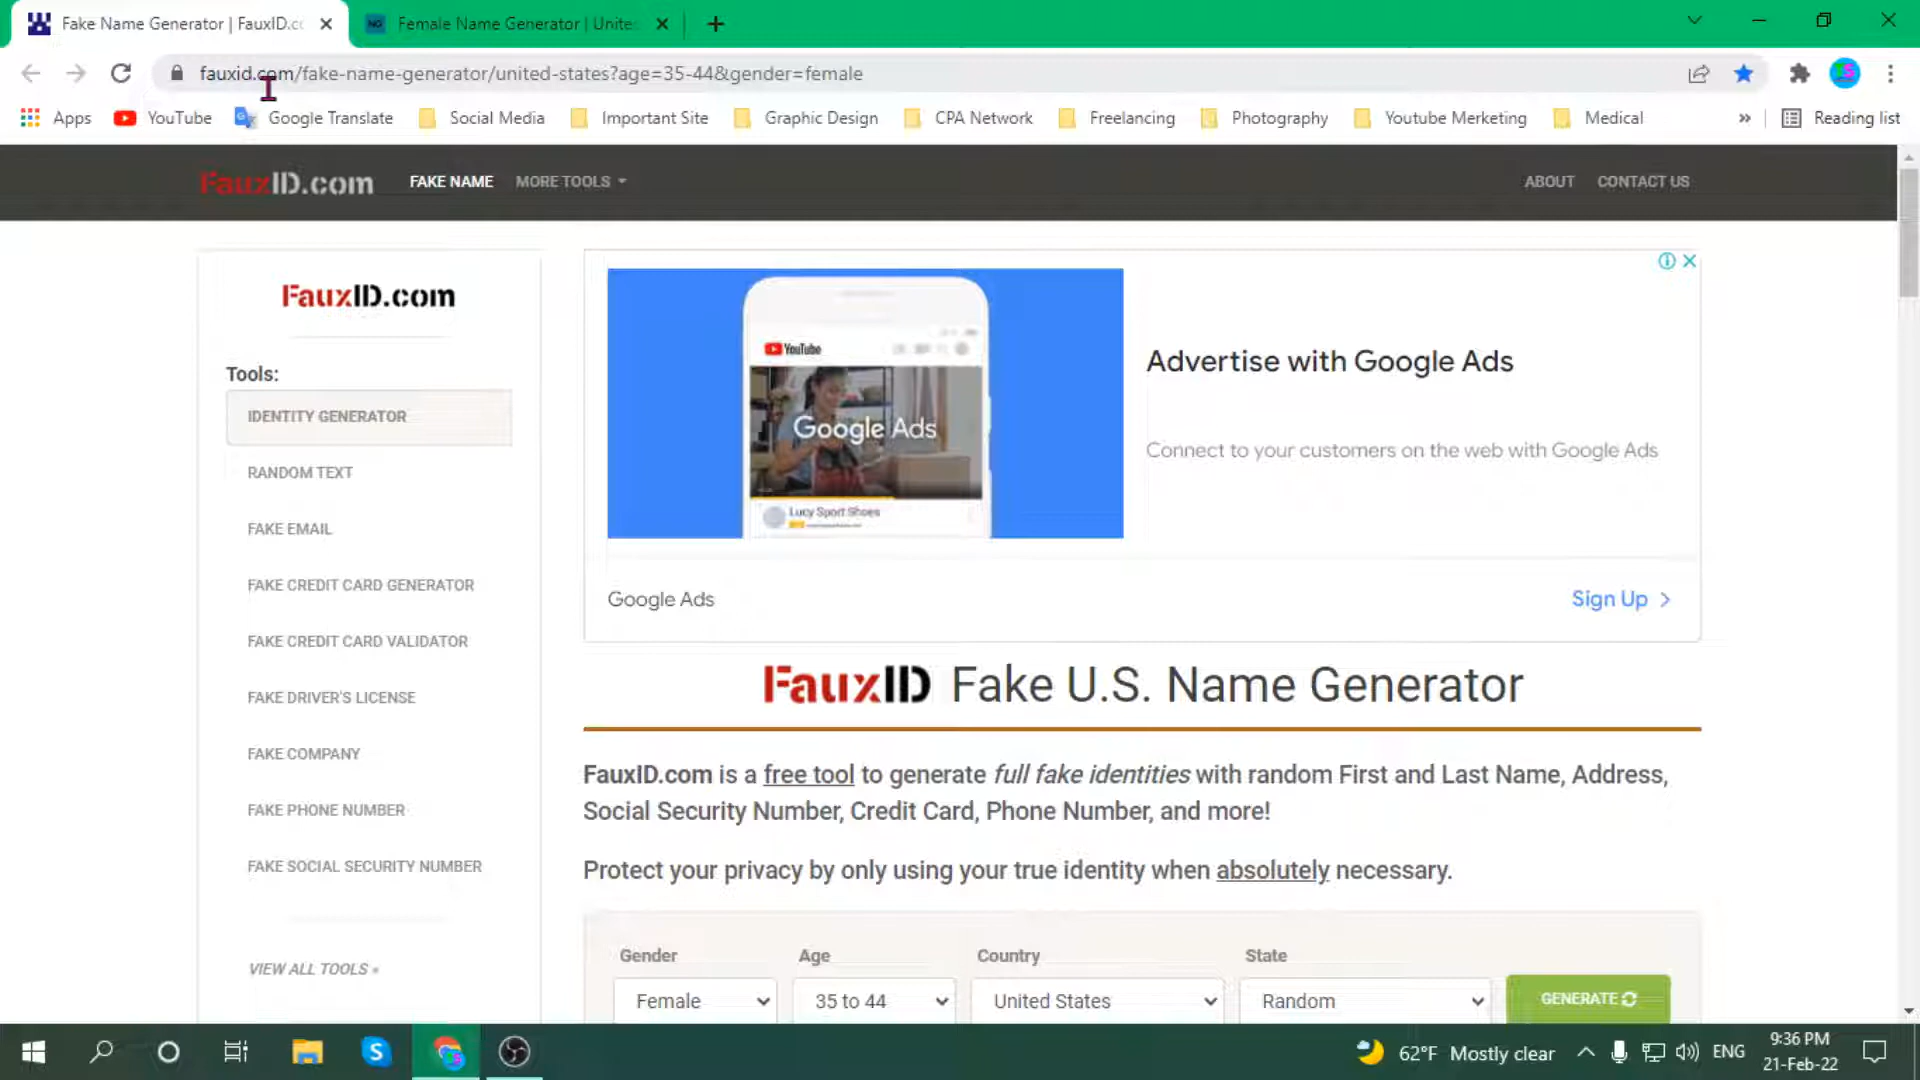 Fake Name Generator | FauxID.co
Female Name Generator | Unite
fauxid.com/fake-name-generator/united-states?age=35-44&gender=female
Apps
YouTube
Google Translate
Social Media
Important Site
Graphic Design
CPA Network
Freelancing
Photography
Youtube Merketing
Medical
»
Reading list
FauxID.com
FAKE NAME
MORE TOOLS
ABOUT
CONTACT US
FauxID.com
Tools:
IDENTITY GENERATOR
RANDOM TEXT
FAKE EMAIL
FAKE CREDIT CARD GENERATOR
FAKE CREDIT CARD VALIDATOR
FAKE DRIVER'S LICENSE
FAKE COMPANY
FAKE PHONE NUMBER
FAKE SOCIAL SECURITY NUMBER
VIEW ALL TOOLS »
YouTube
Google Ads
Lucy Sport Shoes
Advertise with Google Ads
Connect to your customers on the web with Google Ads
Google Ads
Sign Up
FauxID Fake U.S. Name Generator
FauxID.com is a free tool to generate full fake identities with random First and Last Name, Address,
Social Security Number, Credit Card, Phone Number, and more!
Protect your privacy by only using your true identity when absolutely necessary.
Gender
Age
Country
State
Female
35 to 44
United States
Random
GENERATE
62°F Mostly clear
ENG
9:36 PM
21-Feb-22